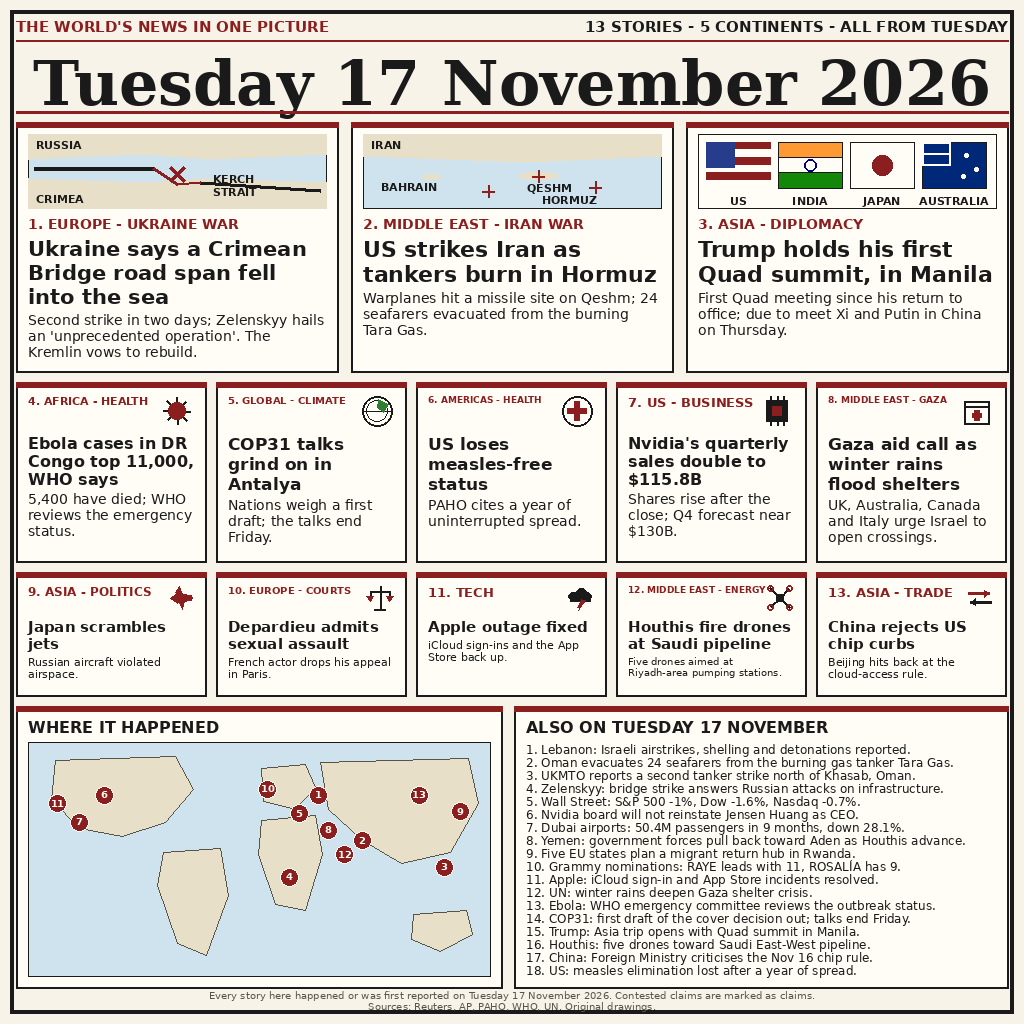 THE WORLD'S NEWS IN ONE PICTURE
13 STORIES - 5 CONTINENTS - ALL FROM TUESDAY
Tuesday 17 November 2026
RUSSIA
KERCH
STRAIT
CRIMEA
1. EUROPE - UKRAINE WAR
Ukraine says a Crimean
Bridge road span fell
into the sea
Second strike in two days; Zelenskyy hails
an 'unprecedented operation'. The
Kremlin vows to rebuild.
IRAN
BAHRAIN
QESHM
HORMUZ
2. MIDDLE EAST - IRAN WAR
US strikes Iran as
tankers burn in Hormuz
Warplanes hit a missile site on Qeshm; 24
seafarers evacuated from the burning
Tara Gas.
US
INDIA
JAPAN
AUSTRALIA
3. ASIA - DIPLOMACY
Trump holds his first
Quad summit, in Manila
First Quad meeting since his return to
office; due to meet Xi and Putin in China
on Thursday.
4. AFRICA - HEALTH
Ebola cases in DR
Congo top 11,000,
WHO says
5,400 have died; WHO
reviews the emergency
status.
5. GLOBAL - CLIMATE
COP31 talks
grind on in
Antalya
Nations weigh a first
draft; the talks end
Friday.
6. AMERICAS - HEALTH
US loses
measles-free
status
PAHO cites a year of
uninterrupted spread.
7. US - BUSINESS
Nvidia's quarterly
sales double to
$115.8B
Shares rise after the
close; Q4 forecast near
$130B.
8. MIDDLE EAST - GAZA
Gaza aid call as
winter rains
flood shelters
UK, Australia, Canada
and Italy urge Israel to
open crossings.
9. ASIA - POLITICS
Japan scrambles
jets
Russian aircraft violated
airspace.
10. EUROPE - COURTS
Depardieu admits
sexual assault
French actor drops his appeal
in Paris.
11. TECH
Apple outage fixed
iCloud sign-ins and the App
Store back up.
12. MIDDLE EAST - ENERGY
Houthis fire drones
at Saudi pipeline
Five drones aimed at
Riyadh-area pumping stations.
13. ASIA - TRADE
China rejects US
chip curbs
Beijing hits back at the
cloud-access rule.
WHERE IT HAPPENED
11
6
7
10
5
1
8
12
2
4
13
9
3
ALSO ON TUESDAY 17 NOVEMBER
1. Lebanon: Israeli airstrikes, shelling and detonations reported.
2. Oman evacuates 24 seafarers from the burning gas tanker Tara Gas.
3. UKMTO reports a second tanker strike north of Khasab, Oman.
4. Zelenskyy: bridge strike answers Russian attacks on infrastructure.
5. Wall Street: S&P 500 -1%, Dow -1.6%, Nasdaq -0.7%.
6. Nvidia board will not reinstate Jensen Huang as CEO.
7. Dubai airports: 50.4M passengers in 9 months, down 28.1%.
8. Yemen: government forces pull back toward Aden as Houthis advance.
9. Five EU states plan a migrant return hub in Rwanda.
10. Grammy nominations: RAYE leads with 11, ROSALÍA has 9.
11. Apple: iCloud sign-in and App Store incidents resolved.
12. UN: winter rains deepen Gaza shelter crisis.
13. Ebola: WHO emergency committee reviews the outbreak status.
14. COP31: first draft of the cover decision out; talks end Friday.
15. Trump: Asia trip opens with Quad summit in Manila.
16. Houthis: five drones toward Saudi East-West pipeline.
17. China: Foreign Ministry criticises the Nov 16 chip rule.
18. US: measles elimination lost after a year of spread.
Every story here happened or was first reported on Tuesday 17 November 2026. Contested claims are marked as claims.
Sources: Reuters, AP, PAHO, WHO, UN. Original drawings.